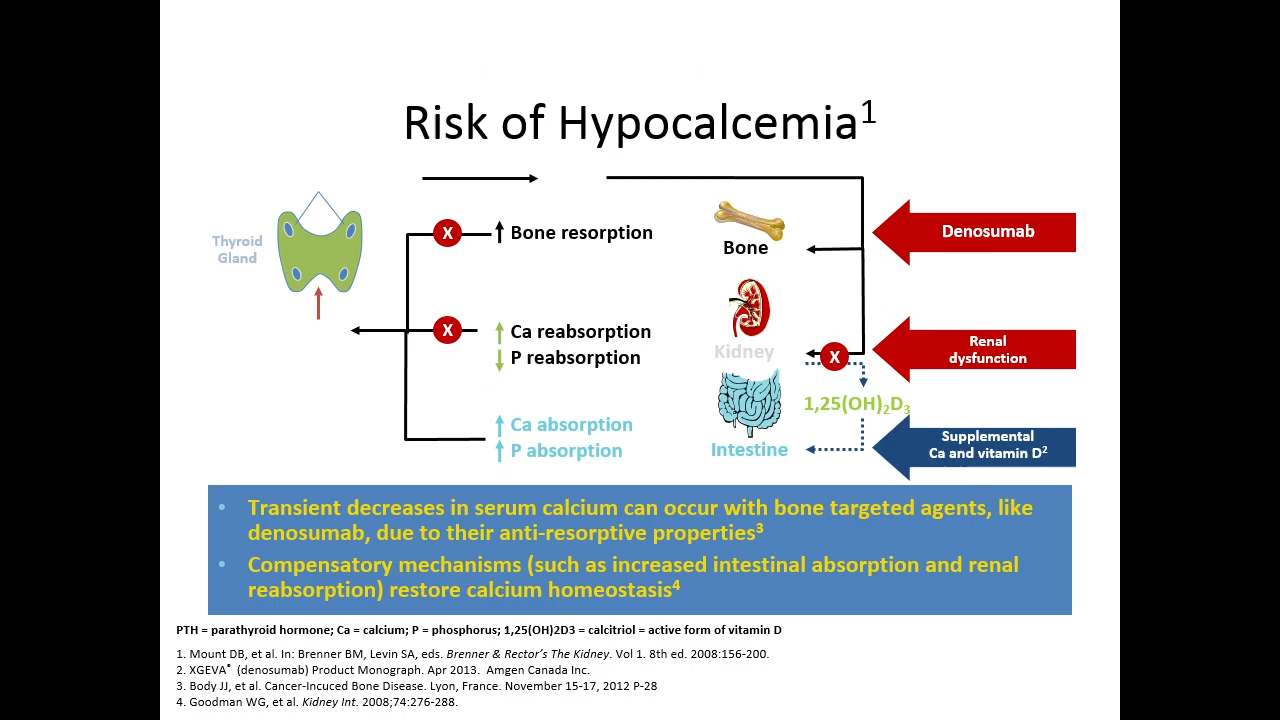 Risk of Hypocalcemia¹
Thyroid
Gland
X
Bone resorption
X
Ca reabsorption
P reabsorption
Ca absorption
P absorption
Bone
Kidney
X
1,25(OH)₂D₃
Intestine
Denosumab
Renal
dysfunction
Supplemental
Ca and vitamin D²
• Transient decreases in serum calcium can occur with bone targeted agents, like
denosumab, due to their anti-resorptive properties³
• Compensatory mechanisms (such as increased intestinal absorption and renal
reabsorption) restore calcium homeostasis⁴
PTH = parathyroid hormone; Ca = calcium; P = phosphorus; 1,25(OH)2D3 = calcitriol = active form of vitamin D
1. Mount DB, et al. In: Brenner BM, Levin SA, eds. Brenner & Rector's The Kidney. Vol 1. 8th ed. 2008:156-200.
2. XGEVA® (denosumab) Product Monograph. Apr 2013. Amgen Canada Inc.
3. Body JJ, et al. Cancer-Incuced Bone Disease. Lyon, France. November 15-17, 2012 P-28
4. Goodman WG, et al. Kidney Int. 2008;74:276-288.